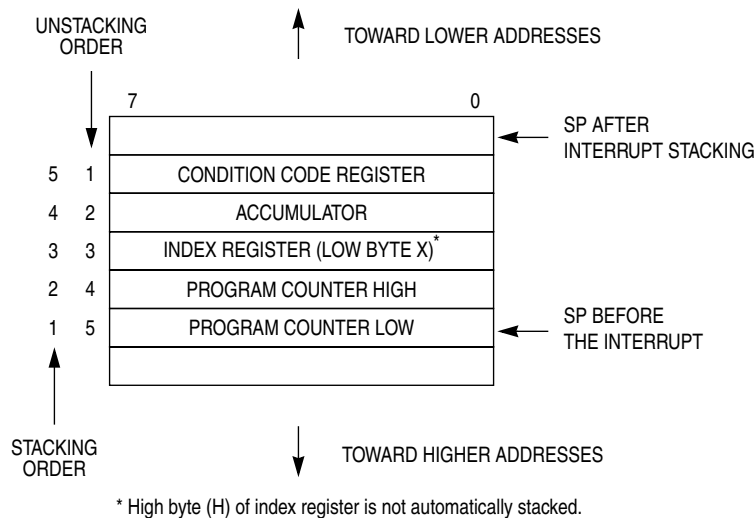 UNSTACKING
ORDER
TOWARD LOWER ADDRESSES
7 0
SP AFTER
INTERRUPT STACKING
5 1 CONDITION CODE REGISTER
4 2 ACCUMULATOR
3 3 INDEX REGISTER (LOW BYTE X)*
2 4 PROGRAM COUNTER HIGH
1 5 PROGRAM COUNTER LOW
SP BEFORE
THE INTERRUPT
STACKING
ORDER
TOWARD HIGHER ADDRESSES
* High byte (H) of index register is not automatically stacked.